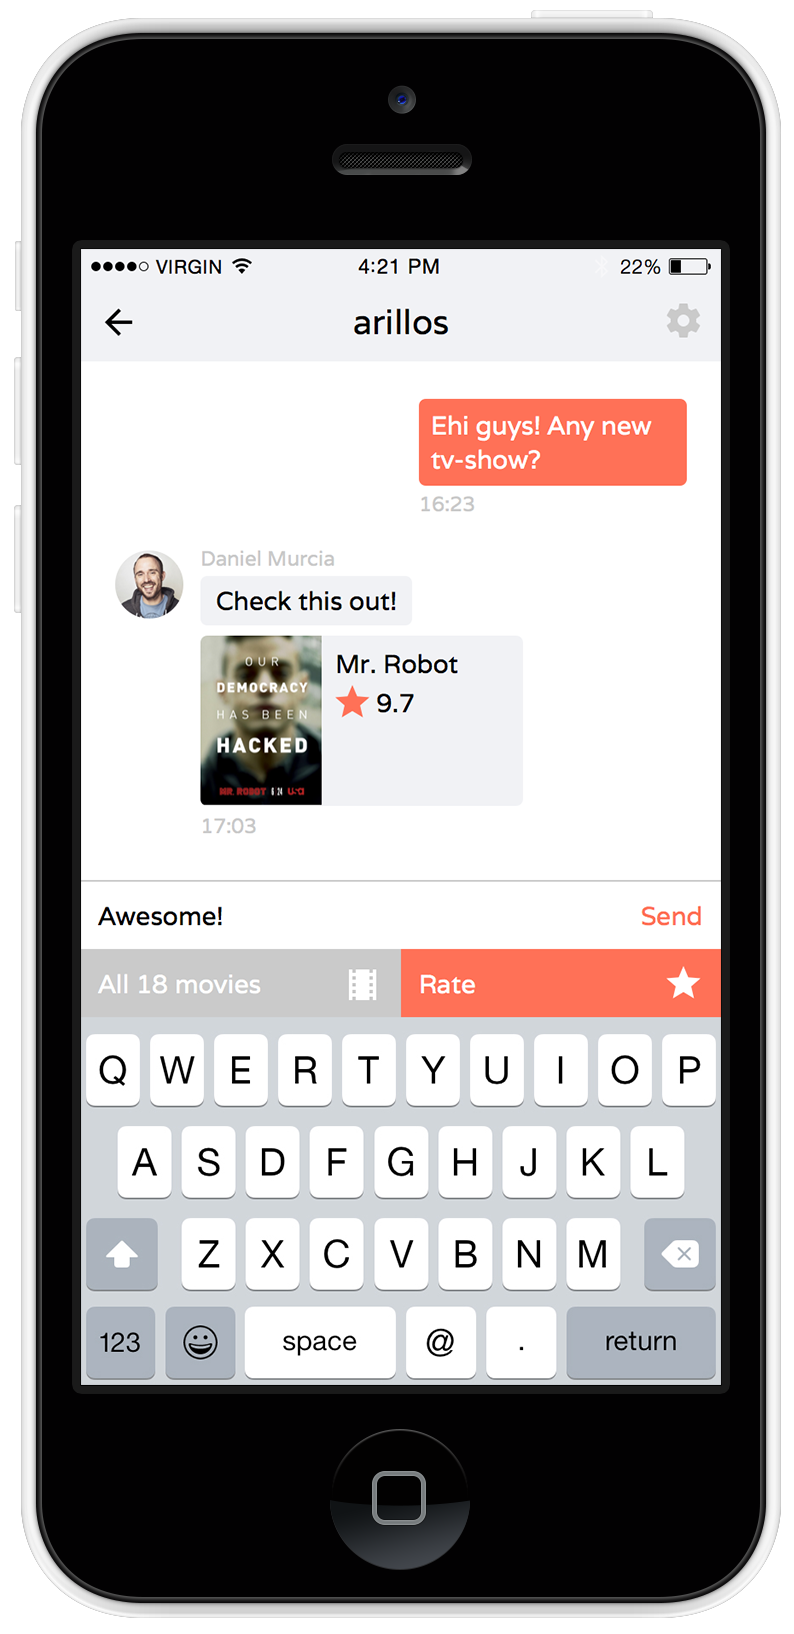 VIRGIN 4:21 PM 22%
arillos
Ehi guys! Any new
tv-show?
16:23
Daniel Murcia
Check this out!
OUR
DEMOCRACY
HAS BEEN
HACKED
MR. ROBOT
Mr. Robot
9.7
17:03
Awesome!
Send
All 18 movies
Rate
Q W E R T Y U I O P
A S D F G H J K L
Z X C V B N M
123 space @ . return